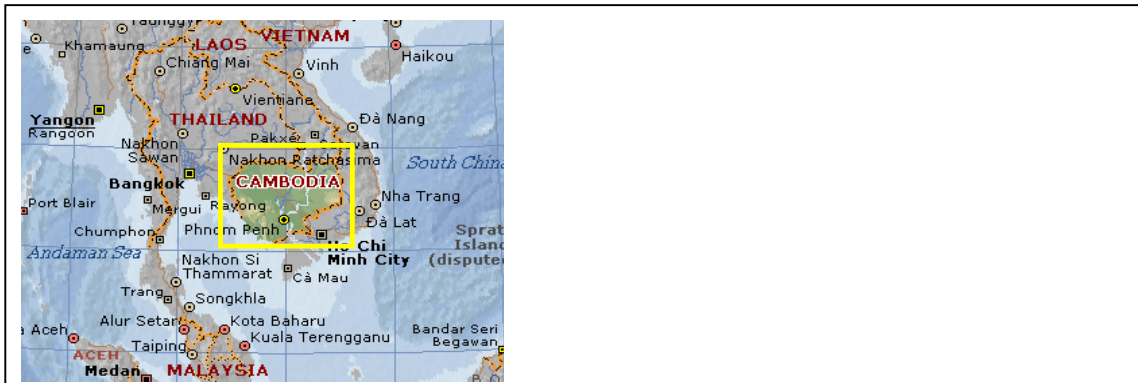 VIETNAM
Khamaung
LAOS
Haikou
Chiang Mai
Vinh
Vientiane
Yangon
Rangoon
THAILAND
Đà Nang
Nakhon
Sawan
Pakxé
Nakhon Ratchasima
South China
Bangkok
CAMBODIA
Port Blair
Mergui
Rayong
Nha Trang
Đà Lat
Phnom Penh
Chumphon
Sprat
Island
(dispute
Ho Chi
Minh City
Andaman Sea
Nakhon Si
Thammarat
Cà Mau
Trang
Songkhla
Alur Setar
Kota Baharu
Kuala Terengganu
Bandar Seri
Begawan
a Aceh
ACEH
Taiping
Medan
MALAYSIA